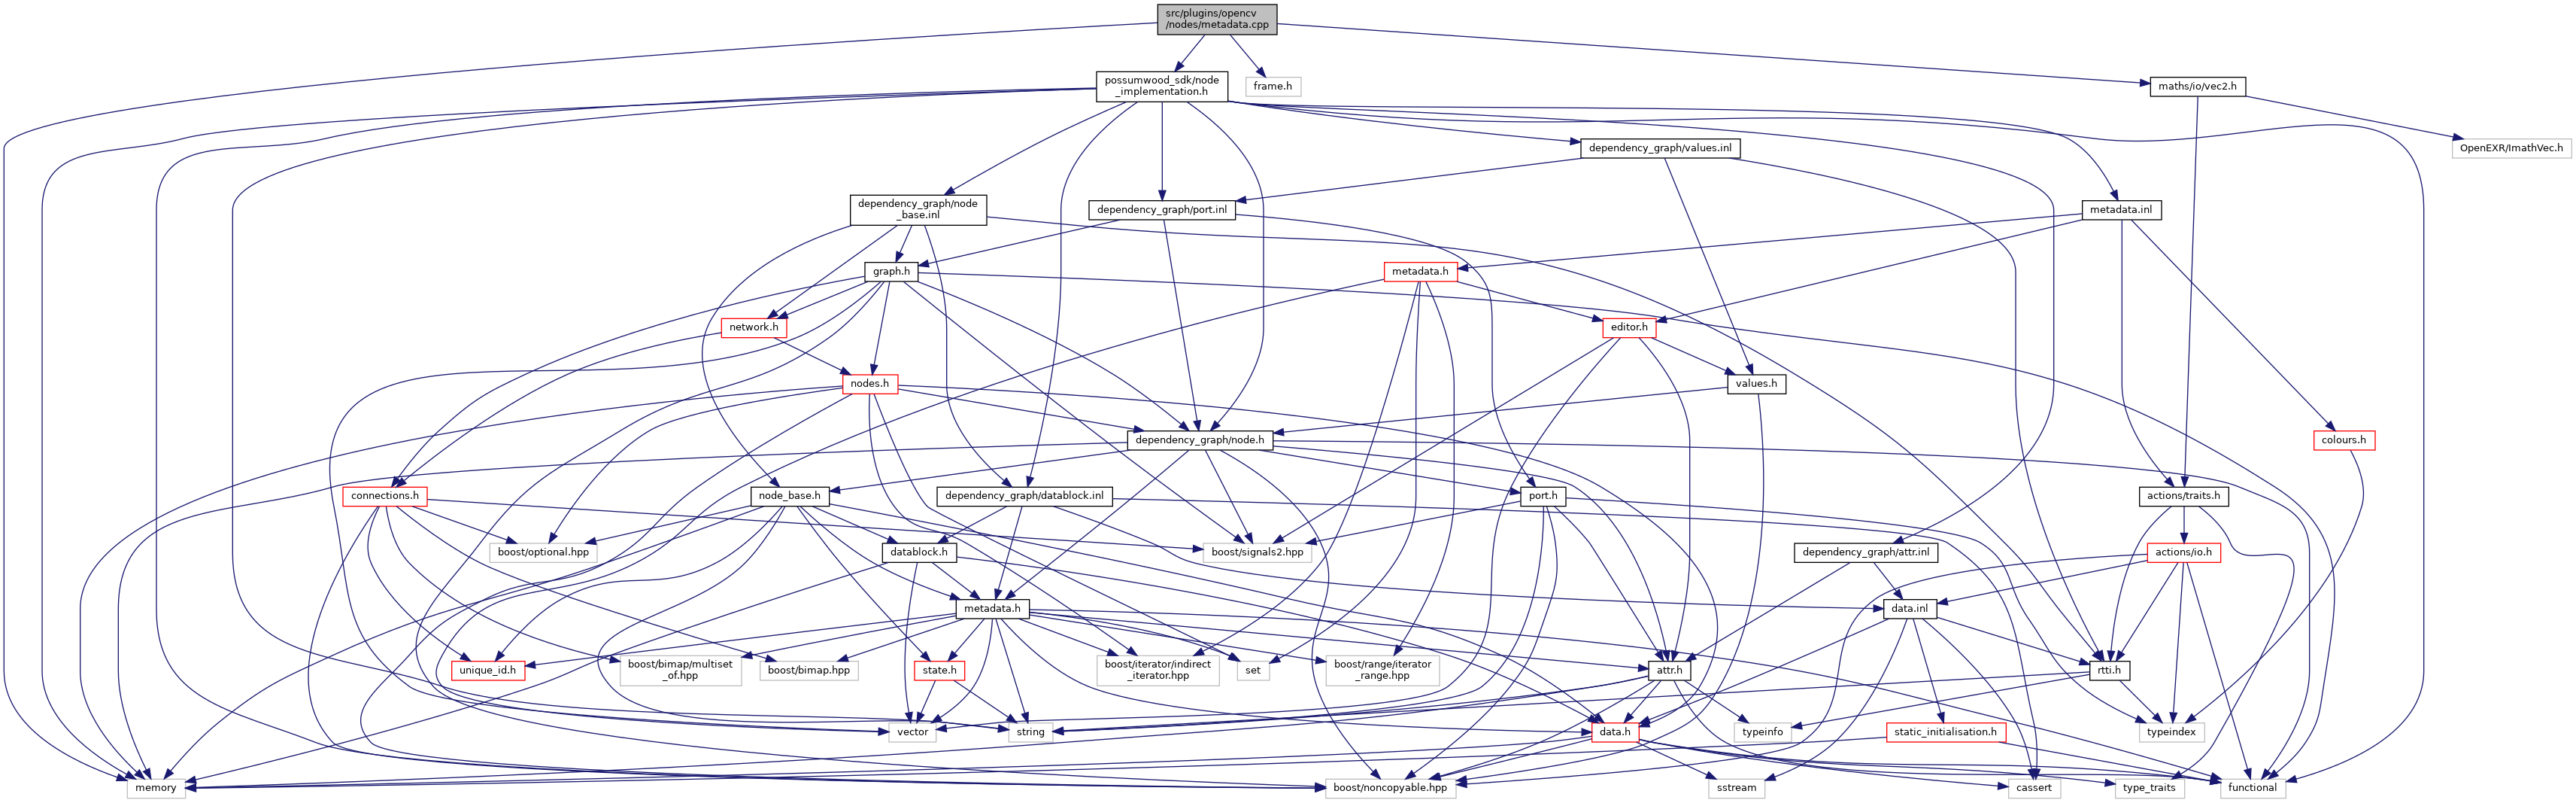 src/plugins/opencv
/nodes/metadata.cpp
possumwood_sdk/node
_implementation.h
frame.h
maths/io/vec2.h
dependency_graph/values.inl
OpenEXR/ImathVec.h
dependency_graph/node
_base.inl
dependency_graph/port.inl
metadata.inl
graph.h
metadata.h
network.h
editor.h
nodes.h
values.h
dependency_graph/node.h
colours.h
connections.h
node_base.h
dependency_graph/datablock.inl
port.h
actions/traits.h
boost/optional.hpp
datablock.h
boost/signals2.hpp
dependency_graph/attr.inl
actions/io.h
metadata.h
data.inl
unique_id.h
boost/bimap/multiset
_of.hpp
boost/bimap.hpp
state.h
boost/iterator/indirect
_iterator.hpp
set
boost/range/iterator
_range.hpp
attr.h
rtti.h
vector
string
data.h
typeinfo
static_initialisation.h
typeindex
memory
boost/noncopyable.hpp
sstream
cassert
type_traits
functional